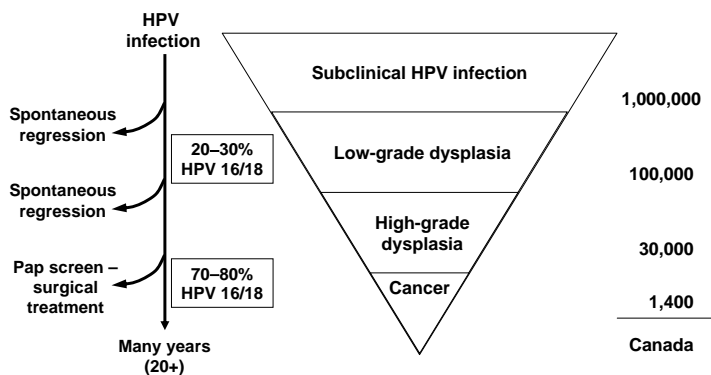 HPV
infection
Spontaneous
regression
20–30%
HPV 16/18
Spontaneous
regression
Pap screen –
surgical
treatment
70–80%
HPV 16/18
Many years
(20+)
Subclinical HPV infection
Low-grade dysplasia
High-grade
dysplasia
Cancer
1,000,000
100,000
30,000
1,400
Canada